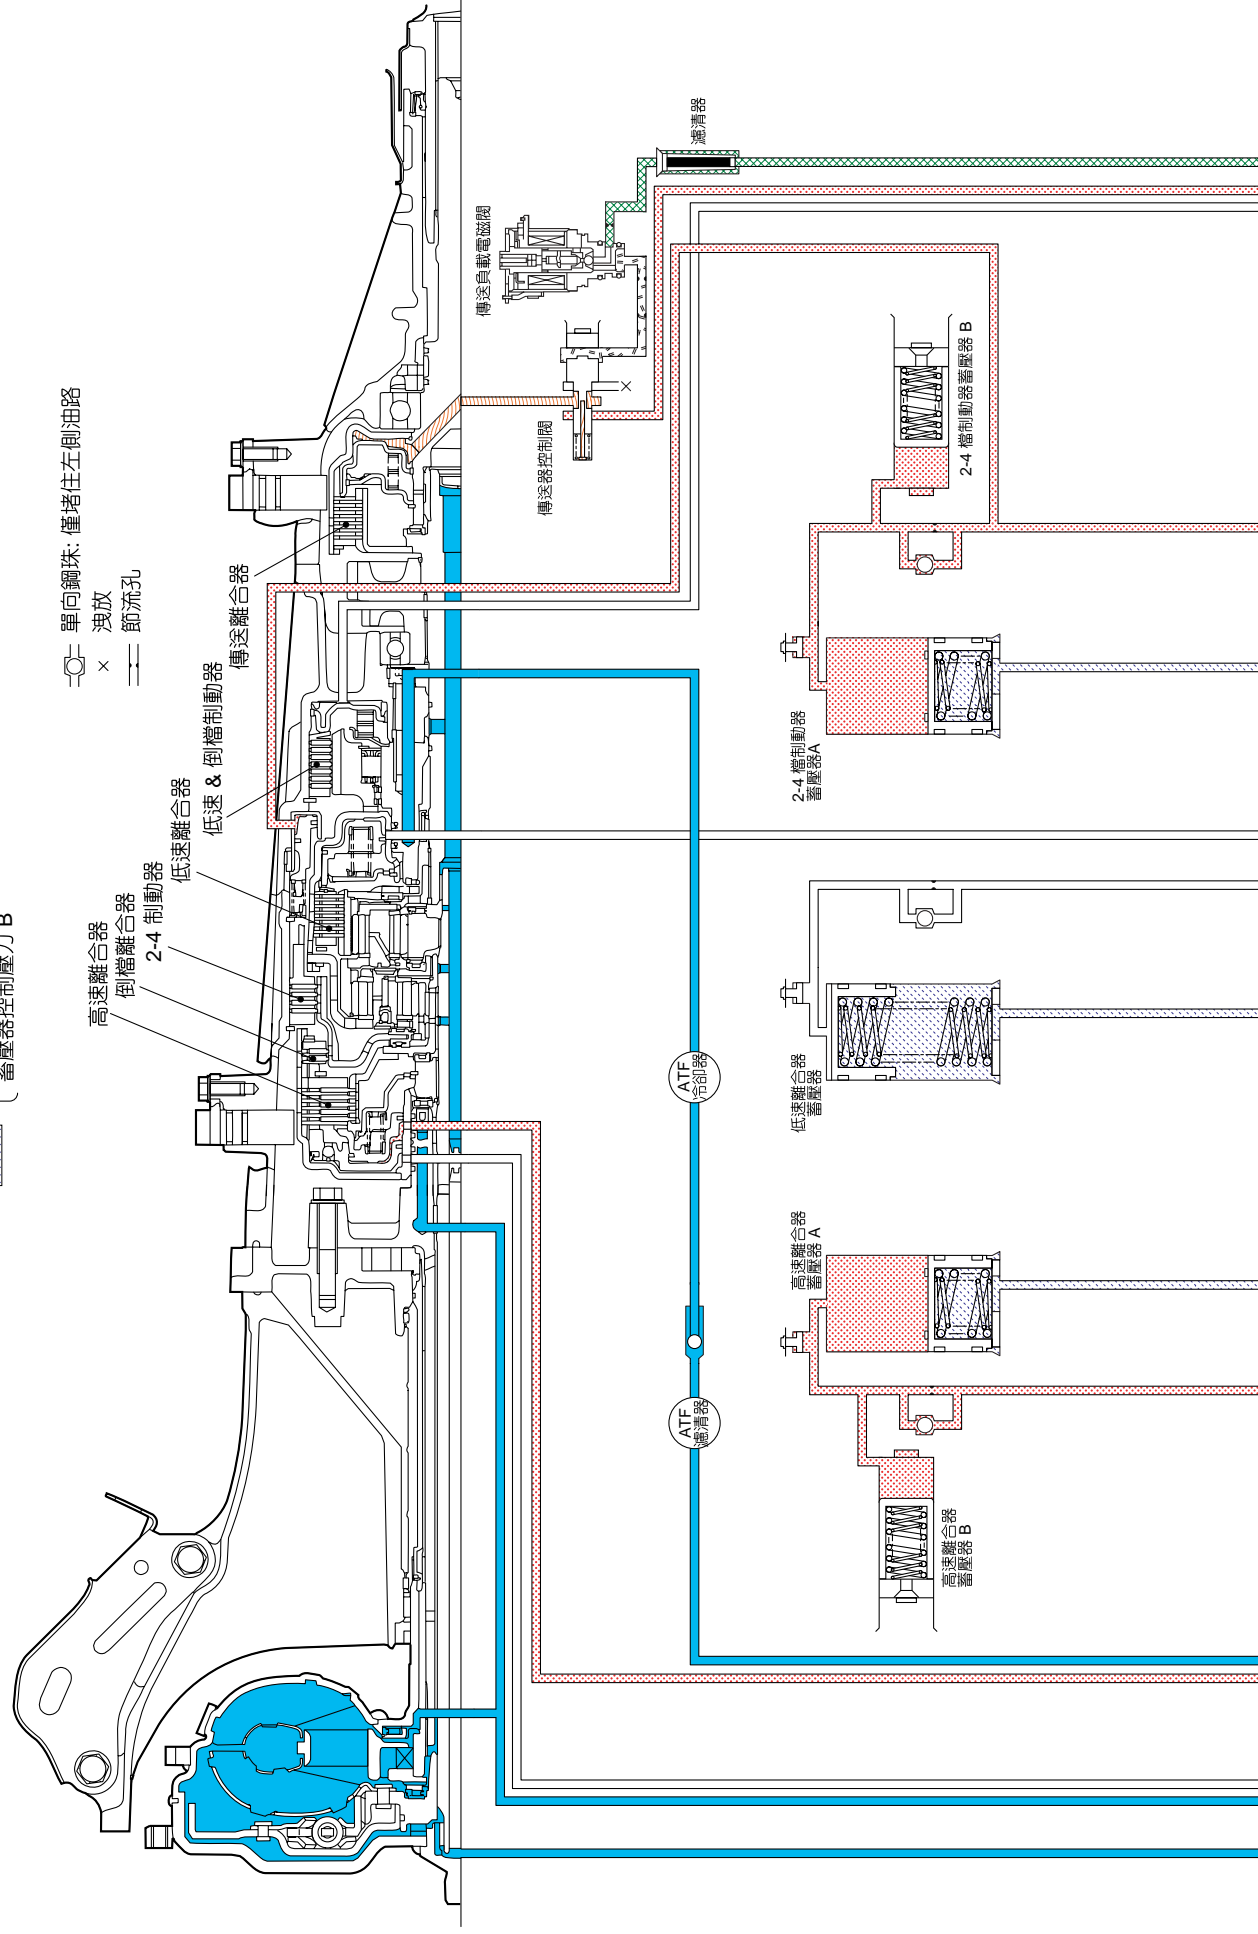 蓄壓器控制壓力 B
單向鋼珠: 僅堵住左側油路
洩放
節流孔
高速離合器
倒檔離合器
2-4 制動器
低速離合器
低速 & 倒檔制動器
傳送離合器
傳送負載電磁閥
濾清器
傳送器控制閥
2-4 檔制動器蓄壓器 B
2-4 檔制動器
蓄壓器A
低速離合器
蓄壓器
高速離合器
蓄壓器 A
高速離合器
蓄壓器 B
ATF
冷卻器
ATF
濾清器